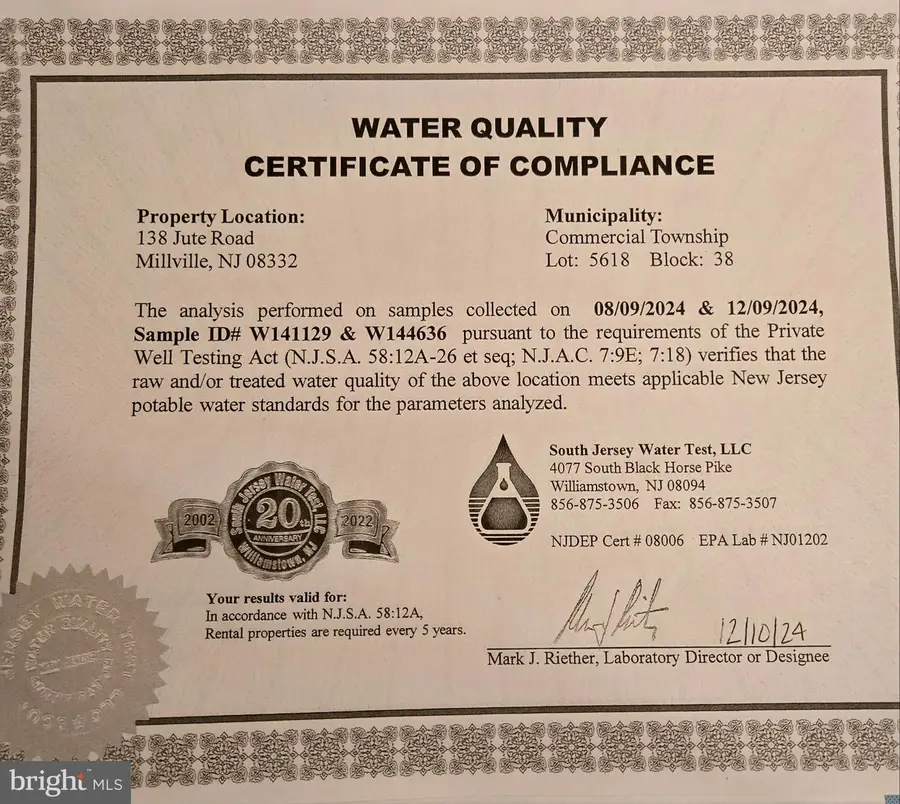 WATER QUALITY
CERTIFICATE OF COMPLIANCE
Property Location:
138 Jute Road
Millville, NJ 08332
Municipality:
Commercial Township
Lot: 5618 Block: 38
The analysis performed on samples collected on 08/09/2024 & 12/09/2024,
Sample ID# W141129 & W144636 pursuant to the requirements of the Private
Well Testing Act (N.J.S.A. 58:12A-26 et seq; N.J.A.C. 7:9E; 7:18) verifies that the
raw and/or treated water quality of the above location meets applicable New Jersey
potable water standards for the parameters analyzed.
South Jersey Water Test, LLC
4077 South Black Horse Pike
Williamstown, NJ 08094
856-875-3506 Fax: 856-875-3507
NJDEP Cert # 08006 EPA Lab # NJ01202
South Jersey Water Test, LLC
2002
20th
2022
ANNIVERSARY
Williamstown, NJ
Your results valid for:
In accordance with N.J.S.A. 58:12A,
Rental properties are required every 5 years.
12/10/24
Mark J. Riether, Laboratory Director or Designee
JERSEY WATER TEST
WATER QUALITY
bright MLS